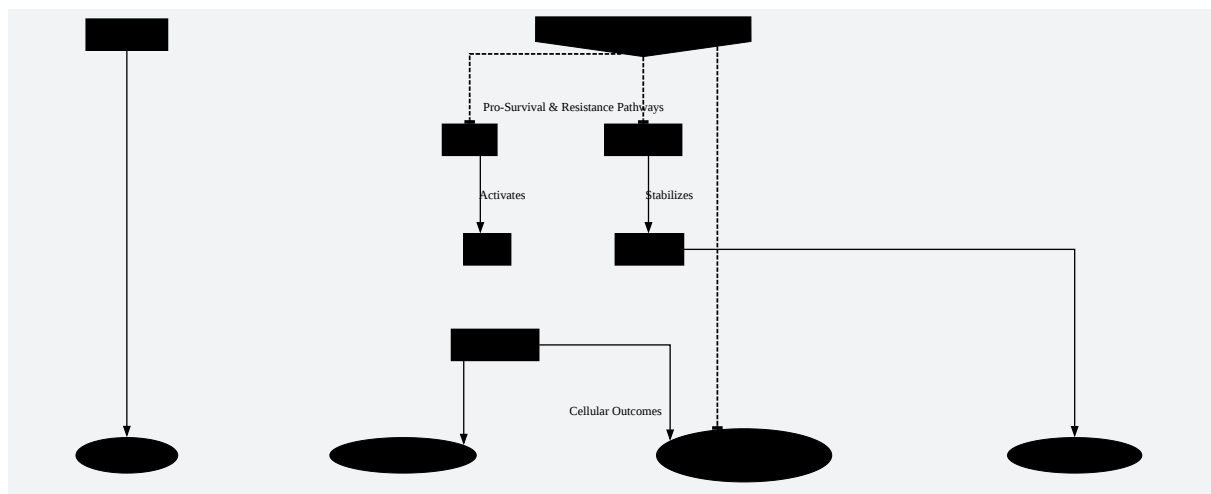 Pro-Survival & Resistance Pathways
Activates
Stabilizes
Cellular Outcomes